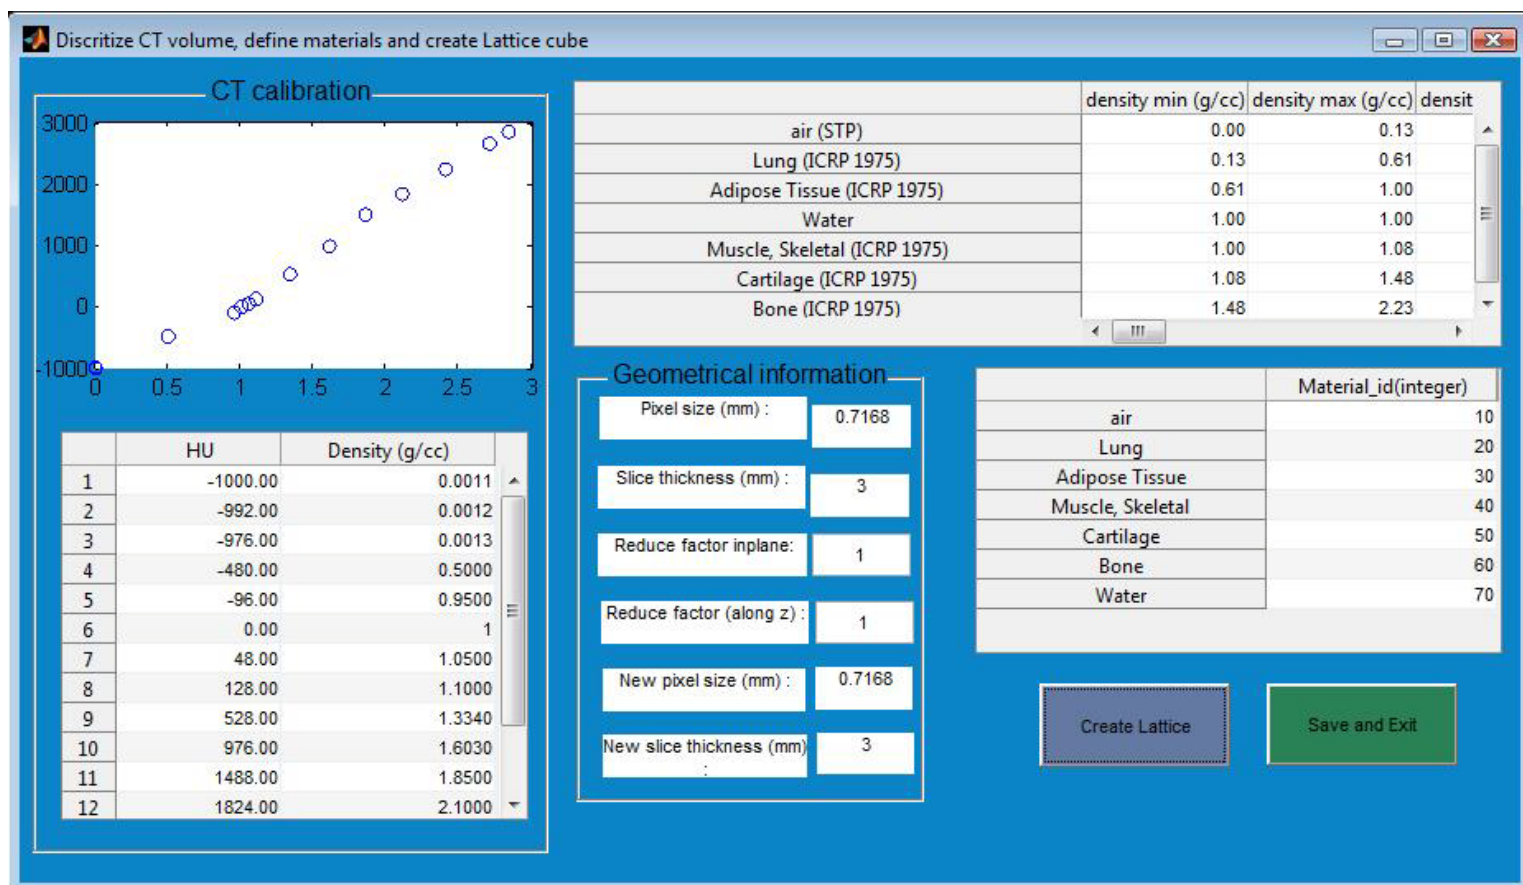 Discritize CT volume, define materials and create Lattice cube
CT calibration
3000
2000
1000
0
-1000
0 0.5 1 1.5 2 2.5 3
HU Density (g/cc)
1 -1000.00 0.0011
2 -992.00 0.0012
3 -976.00 0.0013
4 -480.00 0.5000
5 -96.00 0.9500
6 0.00 1
7 48.00 1.0500
8 128.00 1.1000
9 528.00 1.3340
10 976.00 1.6030
11 1488.00 1.8500
12 1824.00 2.1000
density min (g/cc) density max (g/cc) densit
air (STP) 0.00 0.13
Lung (ICRP 1975) 0.13 0.61
Adipose Tissue (ICRP 1975) 0.61 1.00
Water 1.00 1.00
Muscle, Skeletal (ICRP 1975) 1.00 1.08
Cartilage (ICRP 1975) 1.08 1.48
Bone (ICRP 1975) 1.48 2.23
Geometrical information
Pixel size (mm) : 0.7168
Slice thickness (mm) : 3
Reduce factor inplane: 1
Reduce factor (along z) : 1
New pixel size (mm) : 0.7168
New slice thickness (mm) 3
:
Material_id(integer)
air 10
Lung 20
Adipose Tissue 30
Muscle, Skeletal 40
Cartilage 50
Bone 60
Water 70
Create Lattice
Save and Exit